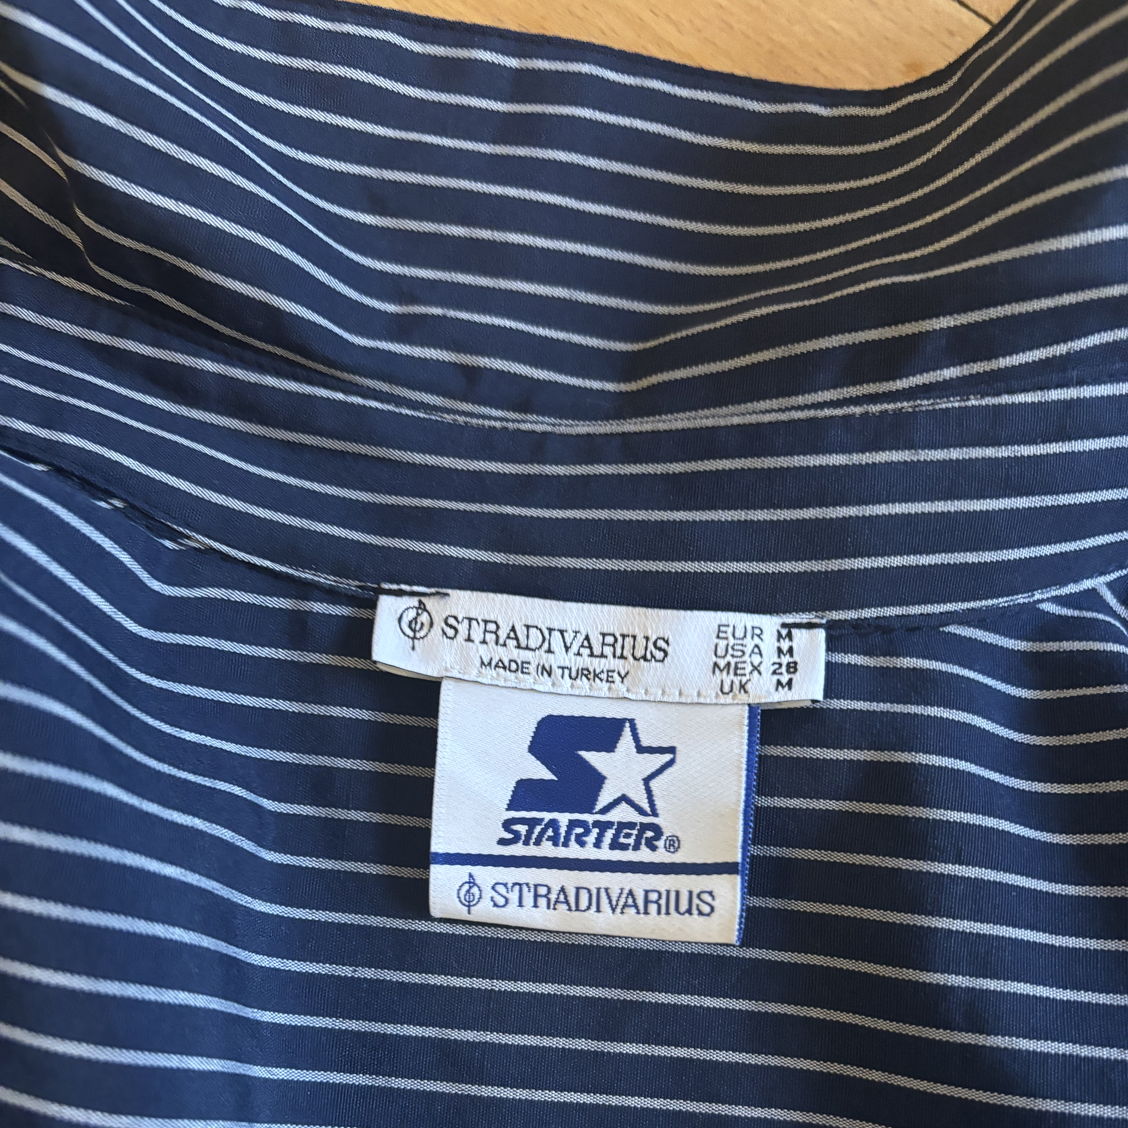 STRADIVARIUS
MADE IN TURKEY
EUR M
USA M
MEX 28
UK M
STARTER®
STRADIVARIUS